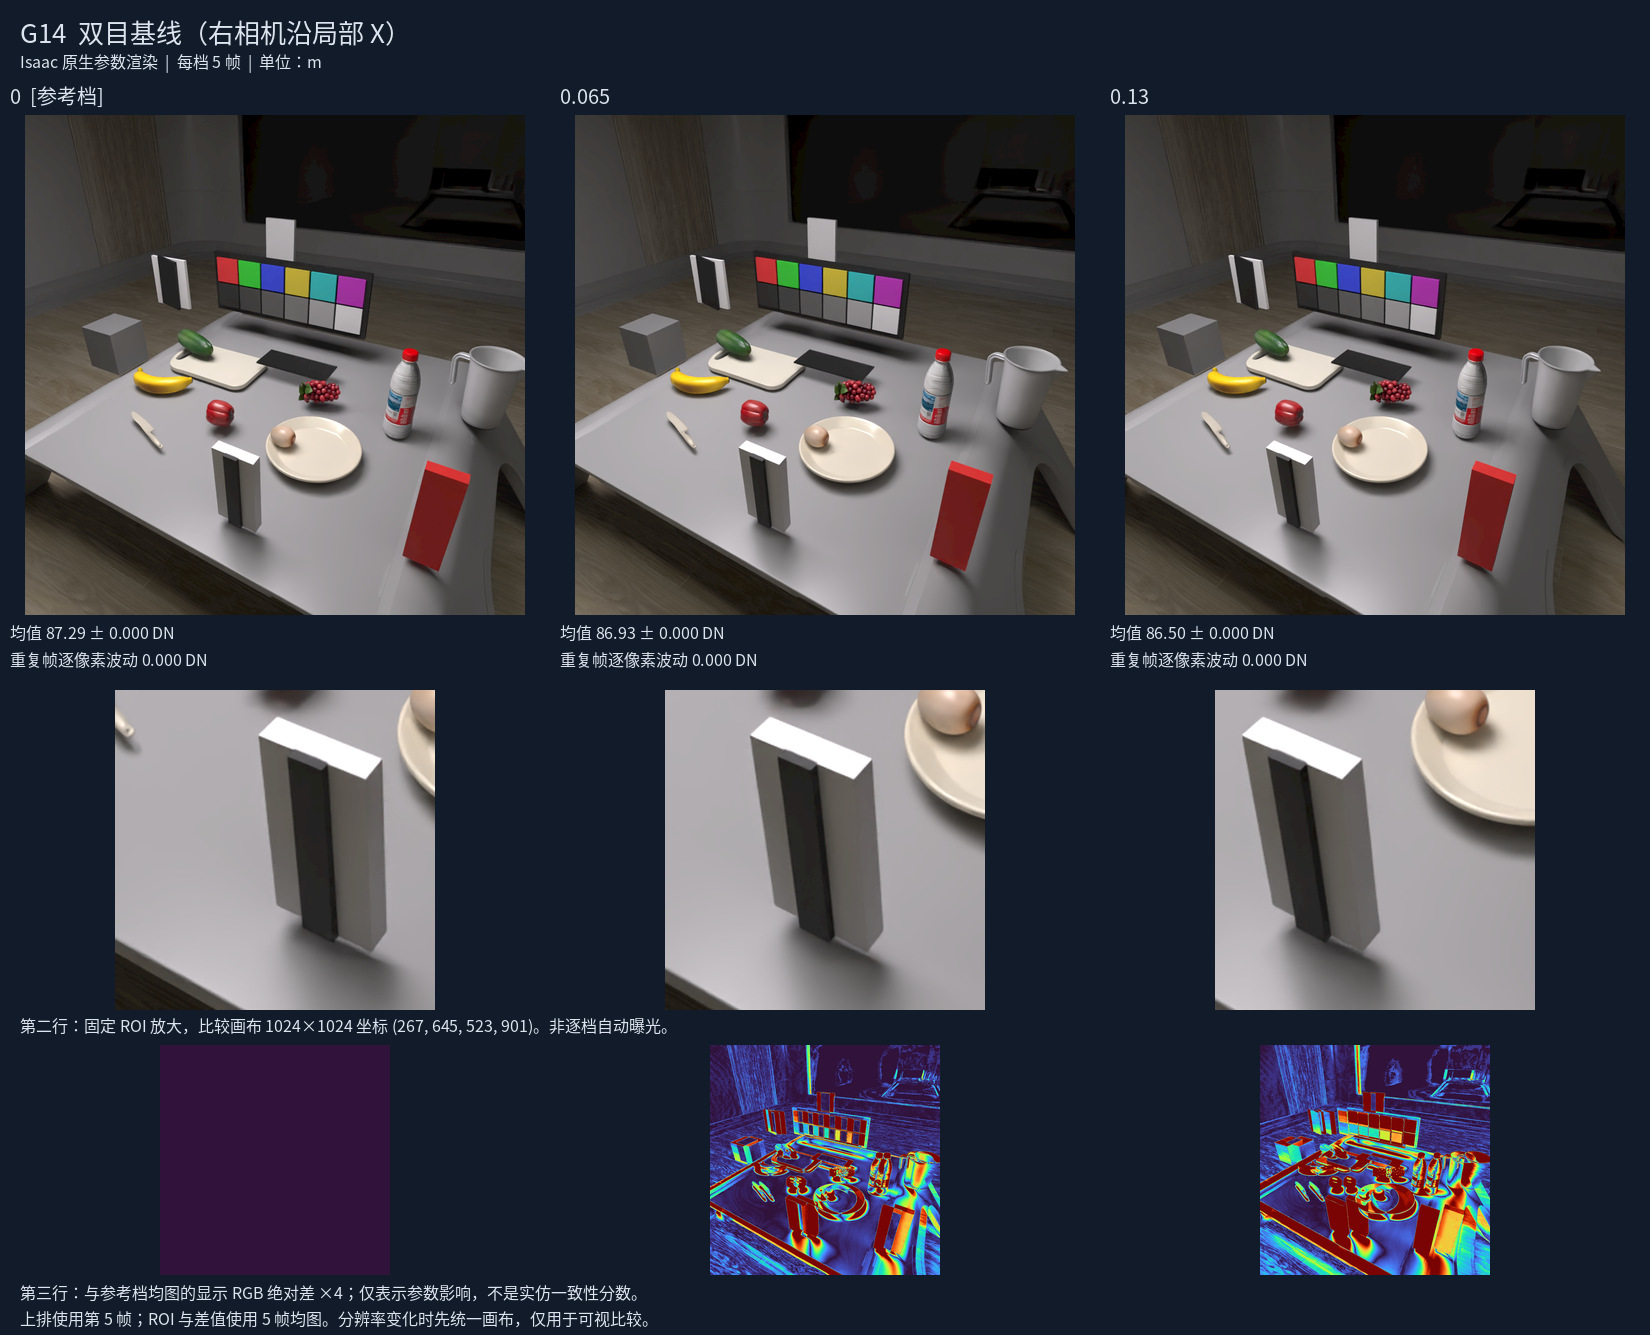 G14 双目基线（右相机沿局部 X）
Isaac 原生参数渲染 | 每档 5 帧 | 单位：m
0 [参考档]
0.065
0.13
均值 87.29 ± 0.000 DN
重复帧逐像素波动 0.000 DN
均值 86.93 ± 0.000 DN
重复帧逐像素波动 0.000 DN
均值 86.50 ± 0.000 DN
重复帧逐像素波动 0.000 DN
第二行：固定 ROI 放大，比较画布 1024×1024 坐标 (267, 645, 523, 901)。非逐档自动曝光。
第三行：与参考档均图的显示 RGB 绝对差 ×4；仅表示参数影响，不是实仿一致性分数。
上排使用第 5 帧；ROI 与差值使用 5 帧均图。分辨率变化时先统一画布，仅用于可视比较。